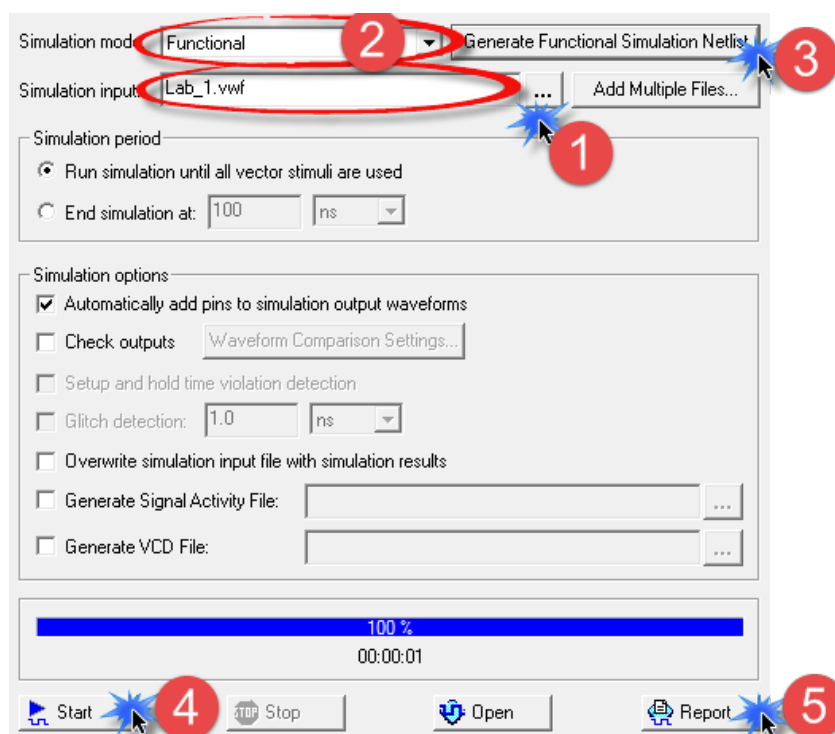 Simulation mod Functional 2 Generate Functional Simulation Netlist 3
Simulation input: Lab_1.vwf ... Add Multiple Files...
1
Simulation period
Run simulation until all vector stimuli are used
End simulation at: 100 ns
Simulation options
Automatically add pins to simulation output waveforms
Check outputs Waveform Comparison Settings...
Setup and hold time violation detection
Glitch detection: 1.0 ns
Overwrite simulation input file with simulation results
Generate Signal Activity File: ...
Generate VCD File: ...
100 %
00:00:01
Start 4 STOP Stop Open Report 5